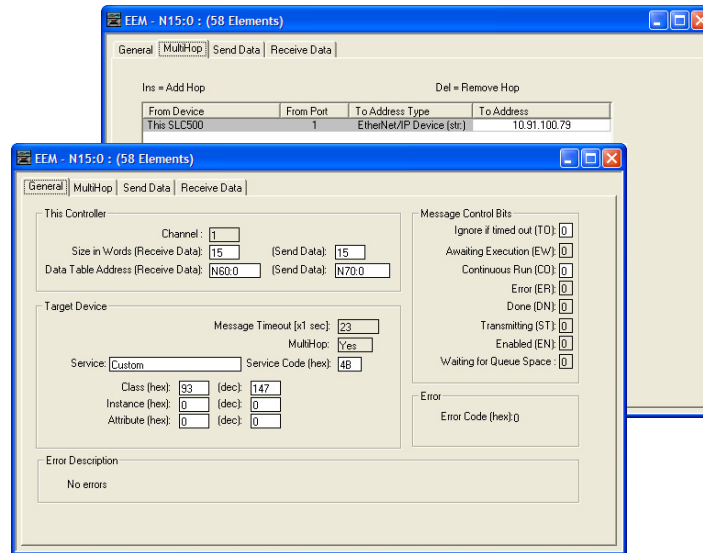 EEM - N15:0 : (58 Elements)
General MultiHop Send Data Receive Data
Ins = Add Hop Del = Remove Hop
From Device From Port To Address Type To Address
This SLC500 1 EtherNet/IP Device (str.) 10.91.100.79
EEM - N15:0 : (58 Elements)
General MultiHop Send Data Receive Data
This Controller
Channel : 1
Size in Words (Receive Data): 15 (Send Data): 15
Data Table Address (Receive Data): N60:0 (Send Data): N70:0
Target Device
Message Timeout [x1 sec]: 23
MultiHop: Yes
Service: Custom Service Code (hex): 4B
Class (hex): 93 (dec): 147
Instance (hex): 0 (dec): 0
Attribute (hex): 0 (dec): 0
Message Control Bits
Ignore if timed out (TO): 0
Awaiting Execution (EW): 0
Continuous Run (CO): 0
Error (ER): 0
Done (DN): 0
Transmitting (ST): 0
Enabled (EN): 0
Waiting for Queue Space : 0
Error
Error Code (hex):0
Error Description
No errors